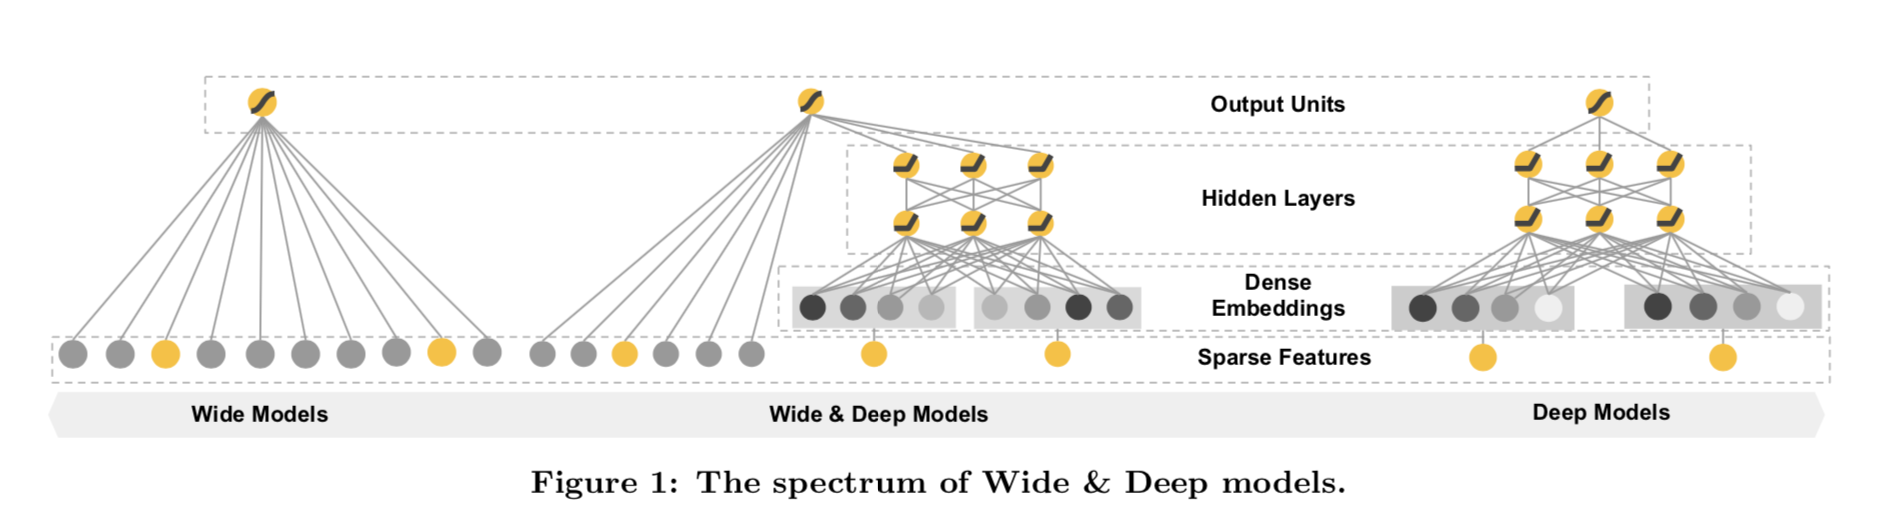 Output Units
Hidden Layers
Dense
Embeddings
Sparse Features
Wide Models
Wide & Deep Models
Deep Models
Figure 1: The spectrum of Wide & Deep models.